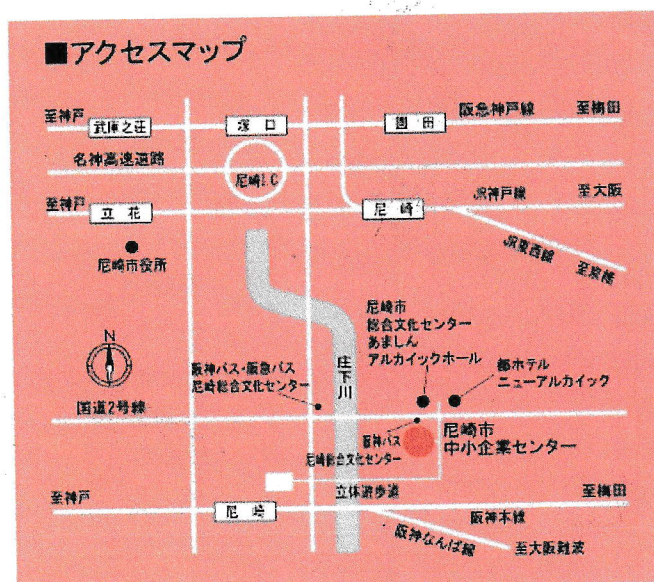 ■アクセスマップ
至神戸
武庫之荘
塚口
園田
阪急神戸線
至梅田
名神高速道路
尼崎I.C
至神戸
立花
尼崎
JR神戸線
至大阪
JR東西線
至京橋
尼崎市役所
N
国道2号線
阪神バス・阪急バス
尼崎総合文化センター
庄下川
尼崎市
総合文化センター
あましん
アルカイックホール
都ホテル
ニューアルカイック
阪神バス
尼崎総合文化センター
尼崎市
中小企業センター
立体遊歩道
至神戸
尼崎
阪神本線
至梅田
阪神なんば線
至大阪難波